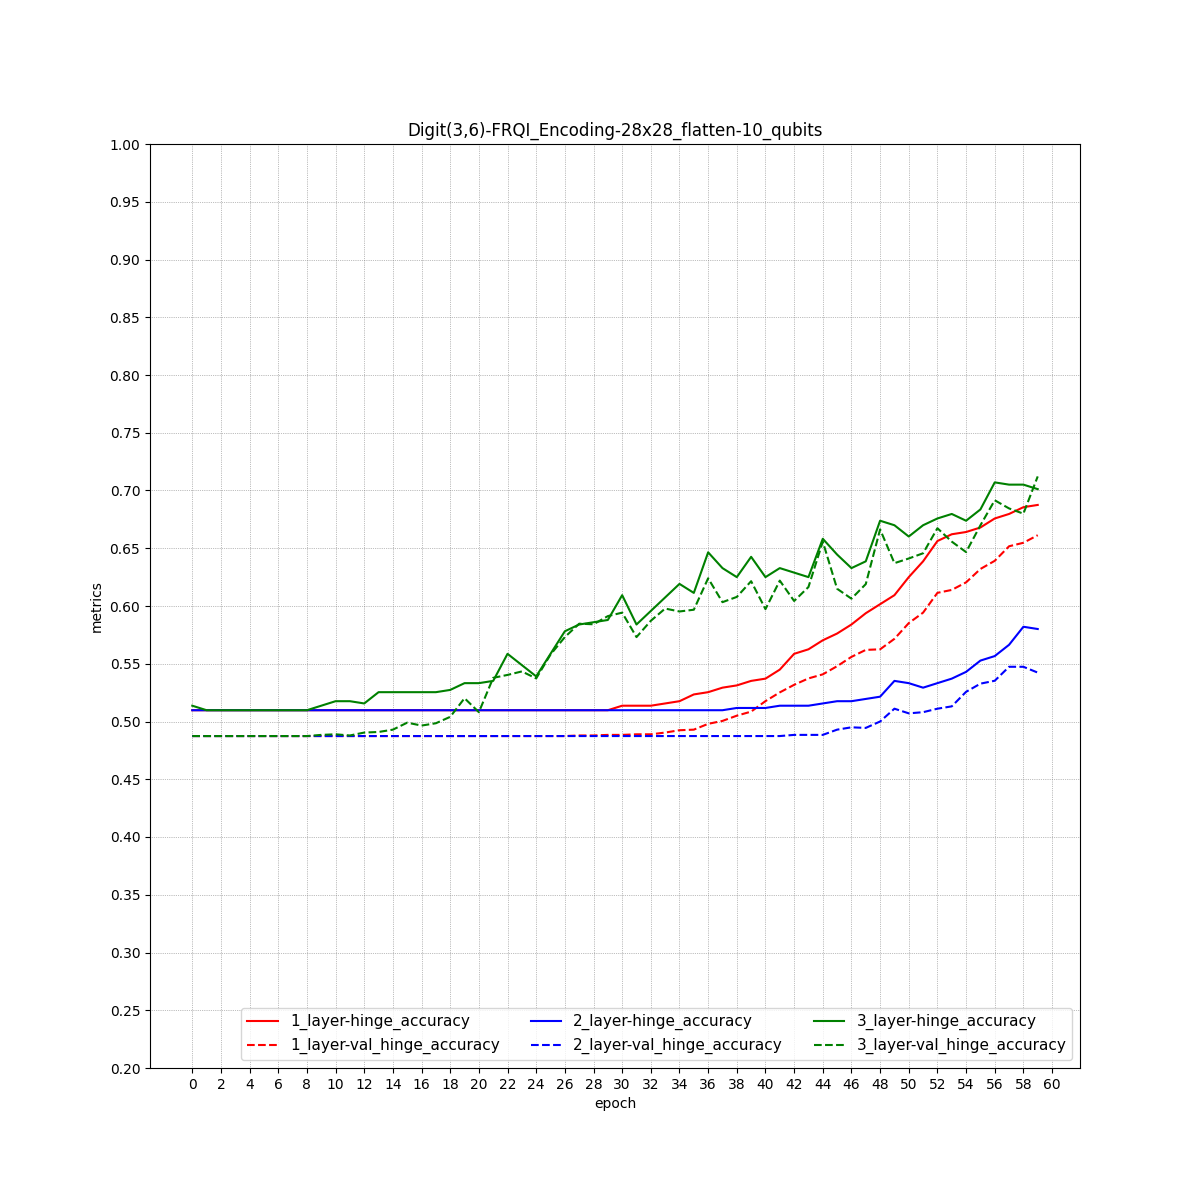 Digit(3,6)-FRQI_Encoding-28x28_flatten-10_qubits
1.00
0.95
0.90
0.85
0.80
0.75
0.70
0.65
0.60
0.55
0.50
0.45
0.40
0.35
0.30
0.25
0.20
metrics
1_layer-hinge_accuracy 2_layer-hinge_accuracy 3_layer-hinge_accuracy
1_layer-val_hinge_accuracy 2_layer-val_hinge_accuracy 3_layer-val_hinge_accuracy
0 2 4 6 8 10 12 14 16 18 20 22 24 26 28 30 32 34 36 38 40 42 44 46 48 50 52 54 56 58 60
epoch